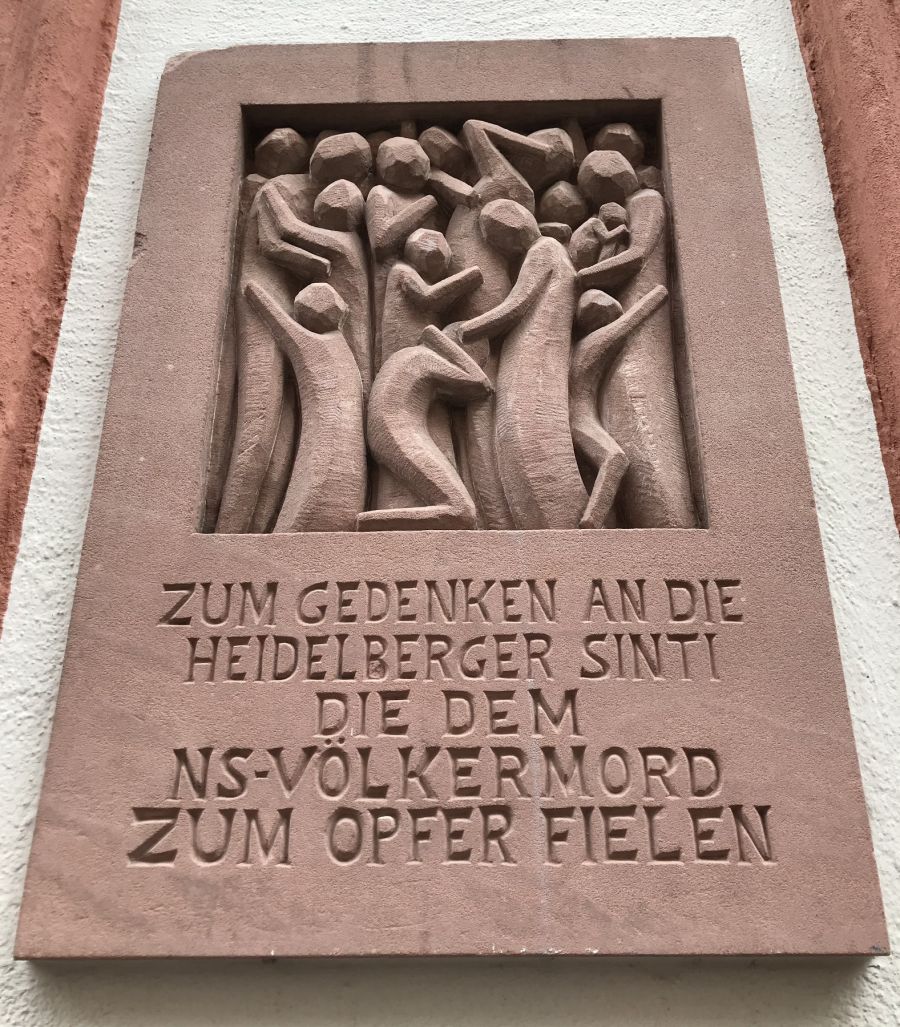 ZUM GEDENKEN AN DIE
HEIDELBERGER SINTI
DIE DEM
NS-VÖLKERMORD
ZUM OPFER FIELEN